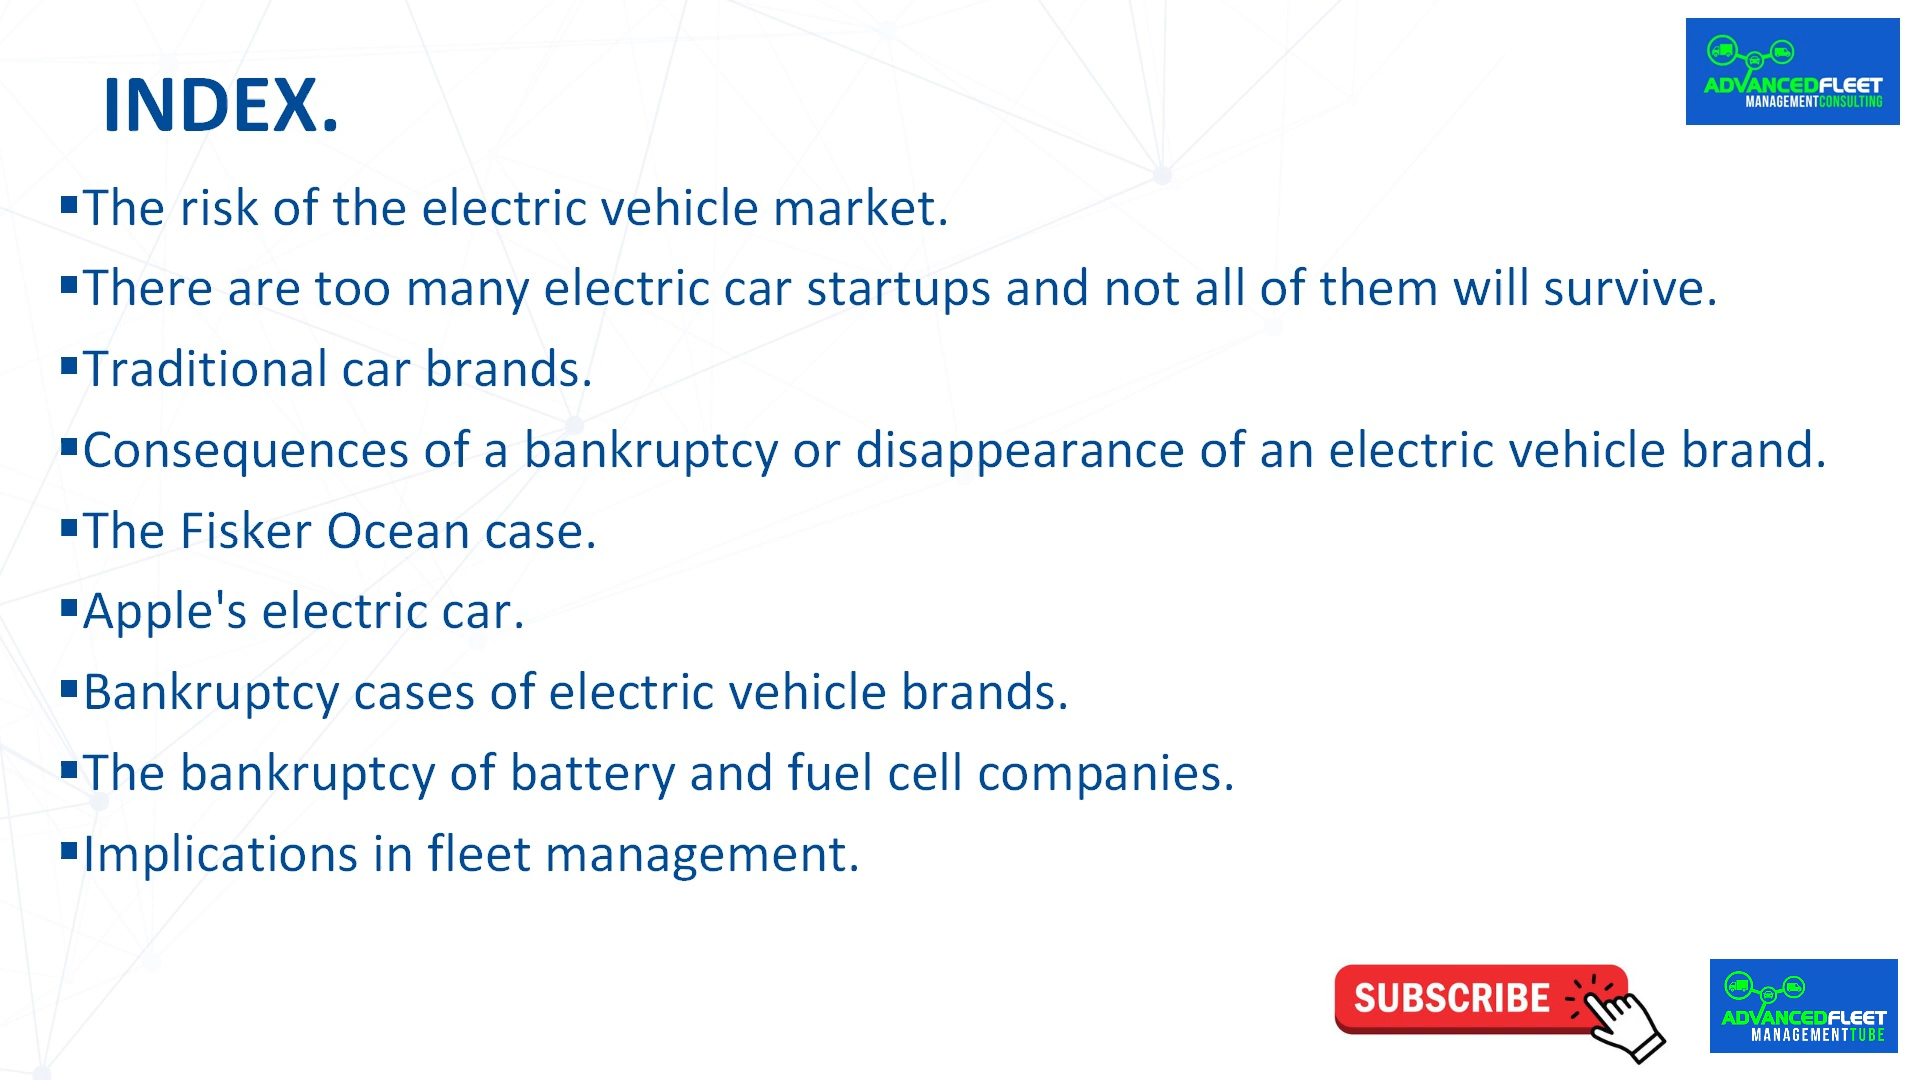 INDEX.
ADVANCEDFLEET
MANAGEMENTCONSULTING
▪The risk of the electric vehicle market.
▪There are too many electric car startups and not all of them will survive.
▪Traditional car brands.
▪Consequences of a bankruptcy or disappearance of an electric vehicle brand.
▪The Fisker Ocean case.
▪Apple's electric car.
▪Bankruptcy cases of electric vehicle brands.
▪The bankruptcy of battery and fuel cell companies.
▪Implications in fleet management.
SUBSCRIBE
ADVANCEDFLEET
MANAGEMENTTUBE